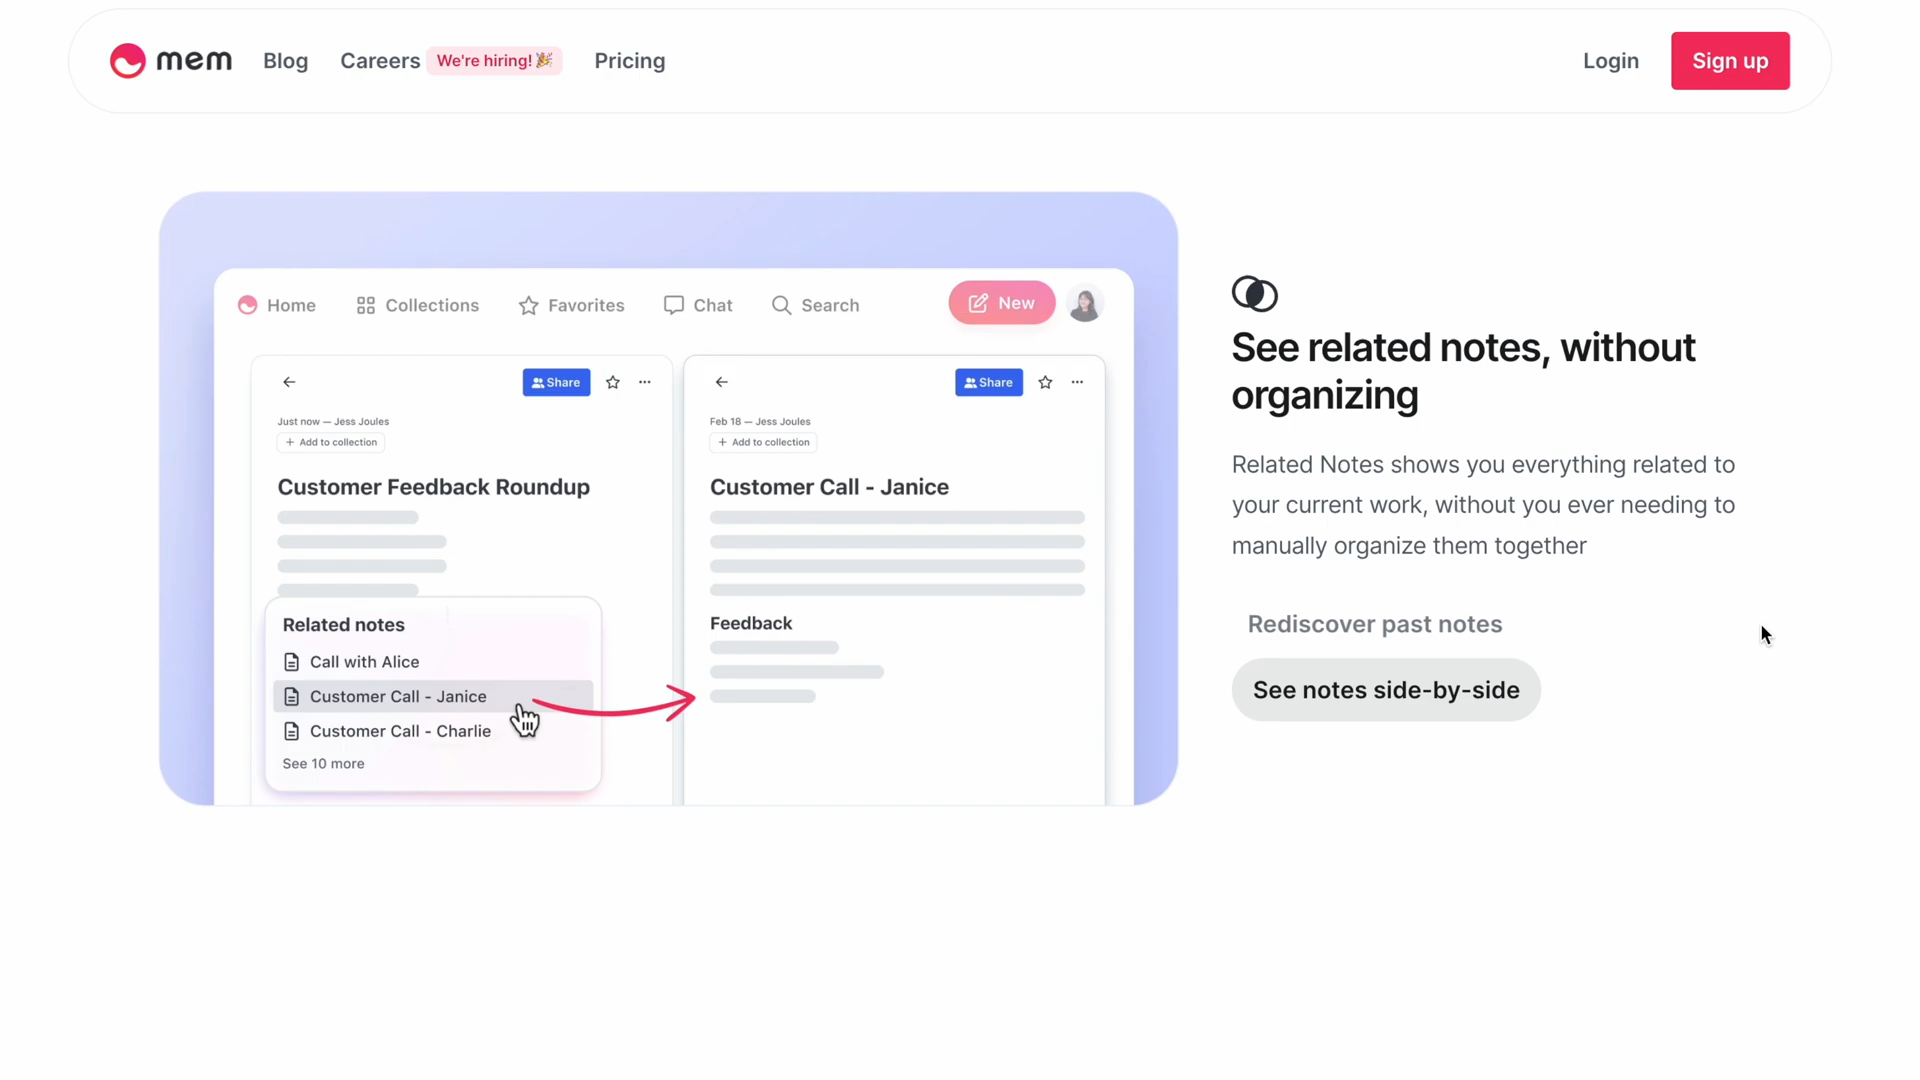 mem Blog Careers We're hiring! 🎉 Pricing Login Sign up
Home Collections Favorites Chat Search New
Share
Just now — Jess Joules
+ Add to collection
Customer Feedback Roundup
Related notes
Call with Alice
Customer Call - Janice
Customer Call - Charlie
See 10 more
Share
Feb 18 — Jess Joules
+ Add to collection
Customer Call - Janice
Feedback
See related notes, without
organizing
Related Notes shows you everything related to
your current work, without you ever needing to
manually organize them together
Rediscover past notes
See notes side-by-side